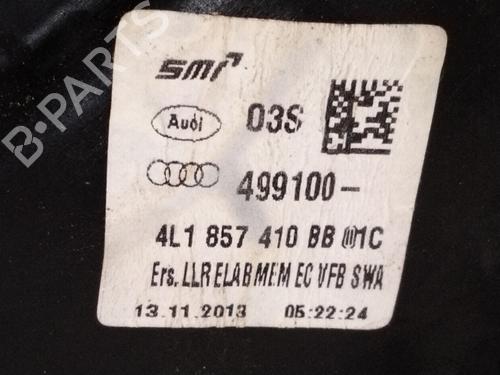 B-PARTS
smr
Audi 03S
499100-
4L1 857 410 BB 01C
Ers. LLR ELAB MEM EC VFB SWA
13.11.2013 05:22:24